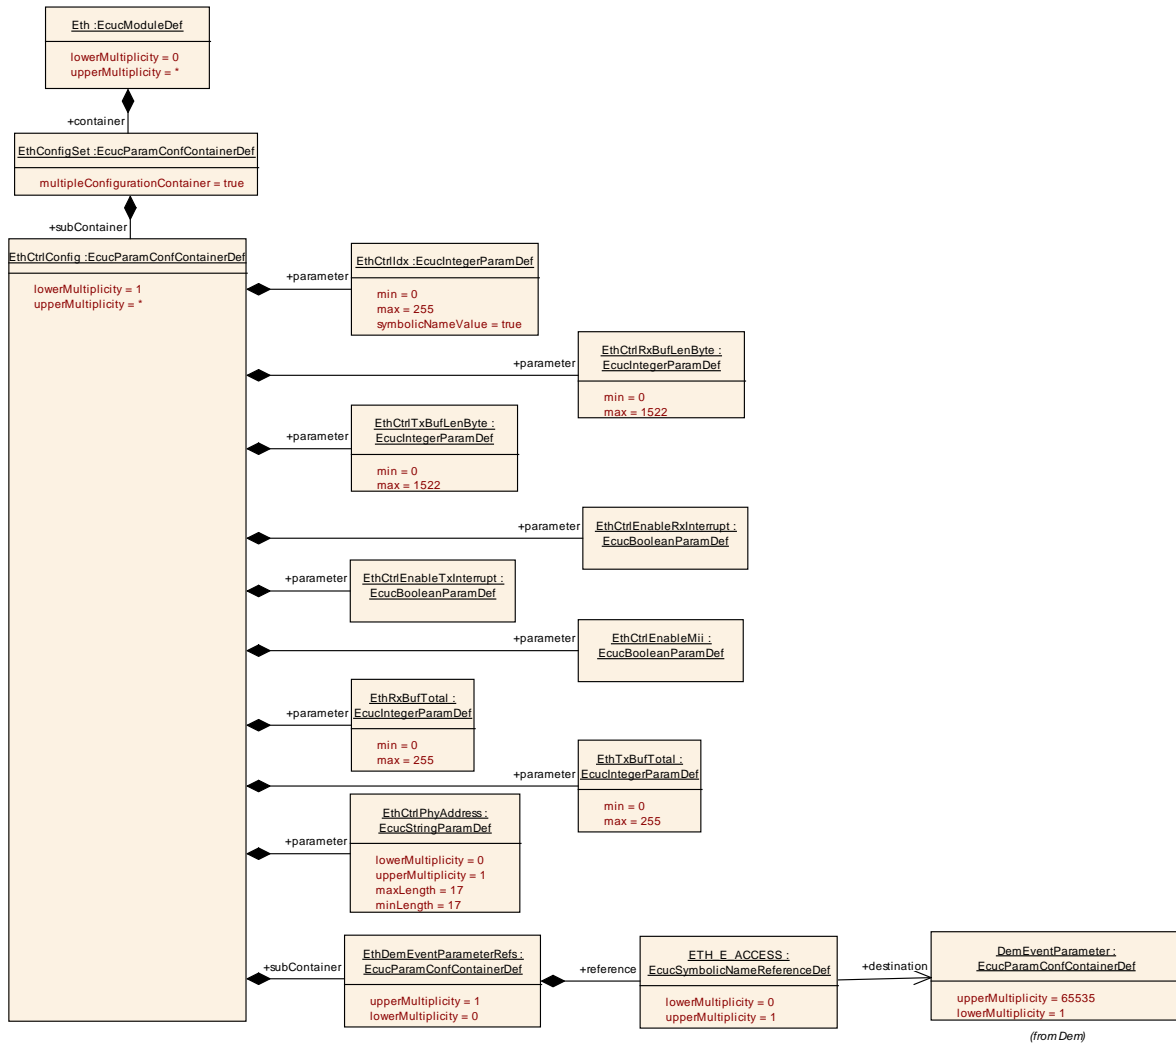 Eth :EcucModuleDef
lowerMultiplicity = 0
upperMultiplicity = *
+container
EthConfigSet :EcucParamConfContainerDef
multipleConfigurationContainer = true
+subContainer
EthCtrlConfig :EcucParamConfContainerDef
lowerMultiplicity = 1
upperMultiplicity = *
+parameter
EthCtrlIdx :EcucIntegerParamDef
min = 0
max = 255
symbolicNameValue = true
+parameter
EthCtrlRxBufLenByte :
EcucIntegerParamDef
min = 0
max = 1522
+parameter
EthCtrlTxBufLenByte :
EcucIntegerParamDef
min = 0
max = 1522
+parameter
EthCtrlEnableRxInterrupt :
EcucBooleanParamDef
+parameter
EthCtrlEnableTxInterrupt :
EcucBooleanParamDef
+parameter
EthCtrlEnableMii :
EcucBooleanParamDef
+parameter
EthRxBufTotal :
EcucIntegerParamDef
min = 0
max = 255
+parameter
EthTxBufTotal :
EcucIntegerParamDef
min = 0
max = 255
+parameter
EthCtrlPhyAddress :
EcucStringParamDef
lowerMultiplicity = 0
upperMultiplicity = 1
maxLength = 17
minLength = 17
+subContainer
EthDemEventParameterRefs :
EcucParamConfContainerDef
upperMultiplicity = 1
lowerMultiplicity = 0
+reference
ETH_E_ACCESS :
EcucSymbolicNameReferenceDef
lowerMultiplicity = 0
upperMultiplicity = 1
+destination
DemEventParameter :
EcucParamConfContainerDef
upperMultiplicity = 65535
lowerMultiplicity = 1
(from Dem)